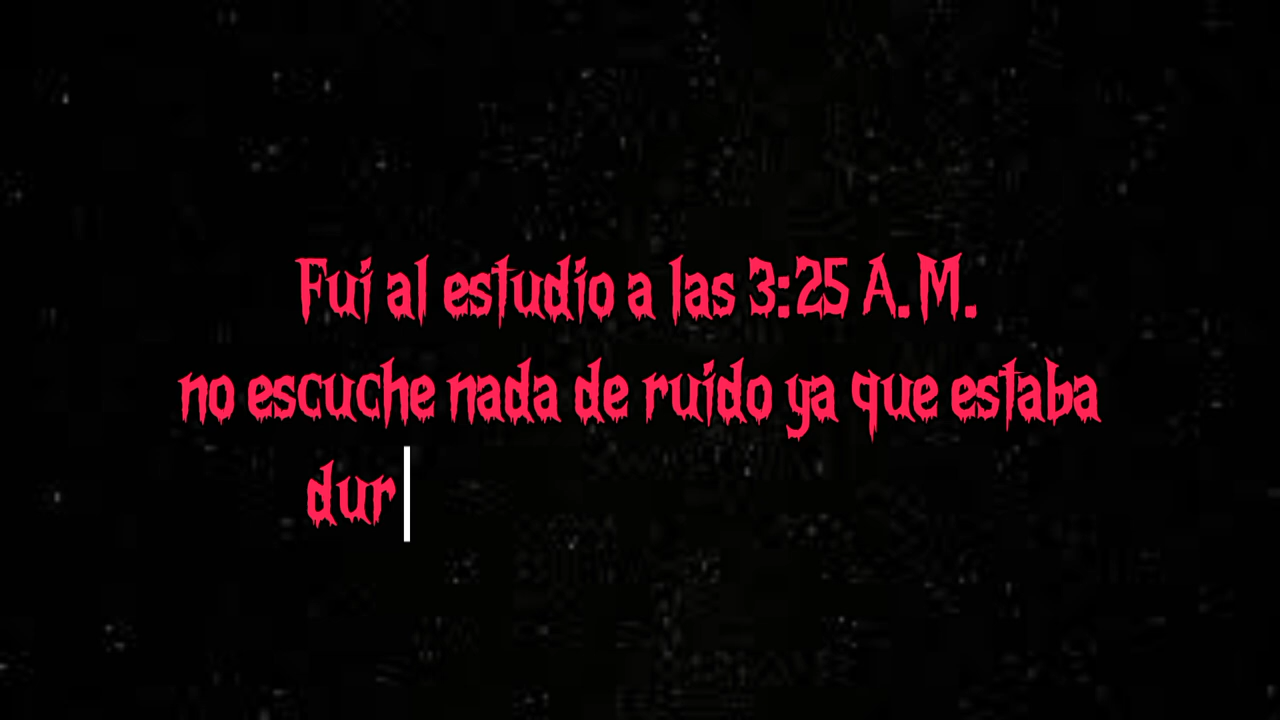 Fui al estudio a las 3:25 A.M.
no escuche nada de ruido ya que estaba
dur